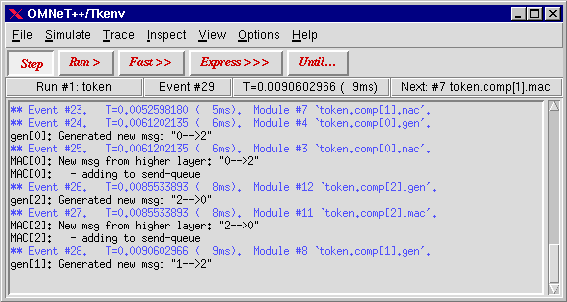 OMNeT++/Tkenv
File Simulate Trace Inspect View Options Help
Step Run > Fast >> Express >>> Until...
Run #1: token Event #29 T=0.0090602966 ( 9ms) Next: #7 token.comp[1].mac
** Event #23. T=0.0052598180 ( 5ms). Module #7 `token.comp[1].mac'.
** Event #24. T=0.0061202135 ( 6ms). Module #4 `token.comp[0].gen'.
gen[0]: Generated new msg: "0-->2"
** Event #25. T=0.0061202135 ( 6ms). Module #3 `token.comp[0].mac'.
MAC[0]: New msg from higher layer: "0-->2"
MAC[0]: - adding to send-queue
** Event #26. T=0.0085533893 ( 8ms). Module #12 `token.comp[2].gen'.
gen[2]: Generated new msg: "2-->0"
** Event #27. T=0.0085533893 ( 8ms). Module #11 `token.comp[2].mac'.
MAC[2]: New msg from higher layer: "2-->0"
MAC[2]: - adding to send-queue
** Event #28. T=0.0090602966 ( 9ms). Module #8 `token.comp[1].gen'.
gen[1]: Generated new msg: "1-->2"